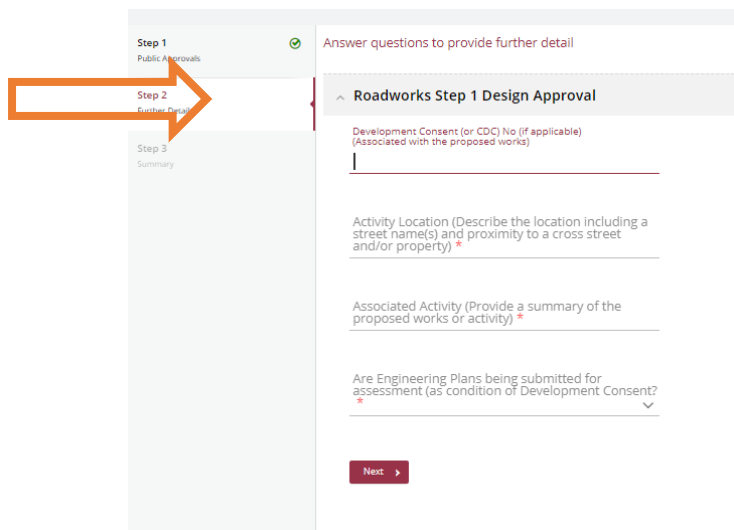 Step 1
Public Approvals
Step 2
Further Details
Step 3
Summary
Answer questions to provide further detail
Roadworks Step 1 Design Approval
Development Consent (or CDC) No (if applicable)
(Associated with the proposed works)
Activity Location (Describe the location including a
street name(s) and proximity to a cross street
and/or property) *
Associated Activity (Provide a summary of the
proposed works or activity) *
Are Engineering Plans being submitted for
assessment (as condition of Development Consent?
*
Next